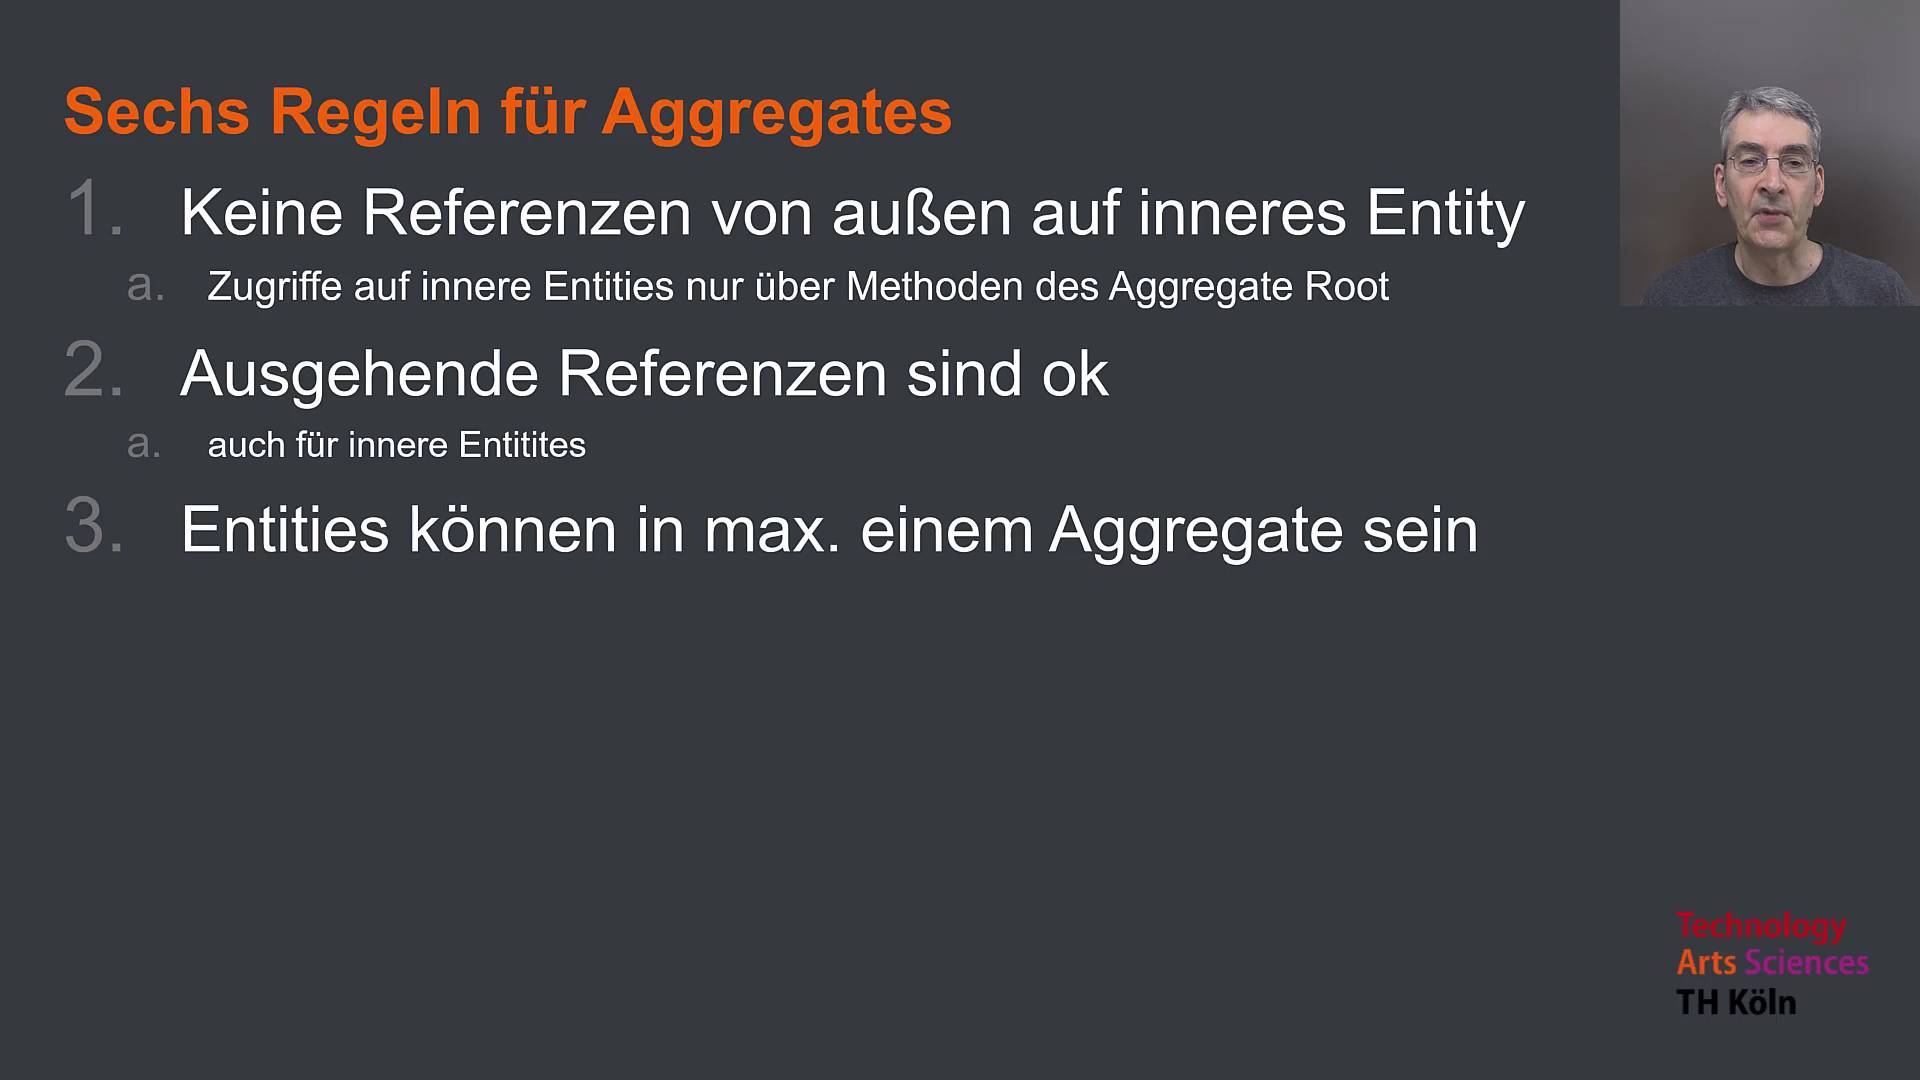 Sechs Regeln für Aggregates
1. Keine Referenzen von außen auf inneres Entity
a. Zugriffe auf innere Entities nur über Methoden des Aggregate Root
2. Ausgehende Referenzen sind ok
a. auch für innere Entitites
3. Entities können in max. einem Aggregate sein
Technology
Arts Sciences
TH Köln